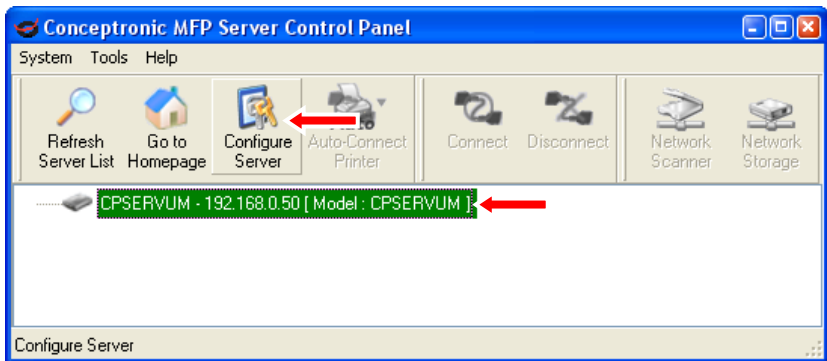 Conceptronic MFP Server Control Panel
System Tools Help
Refresh Server List
Go to Homepage
Configure Server
Auto-Connect Printer
Connect
Disconnect
Network Scanner
Network Storage
CPSERVUM - 192.168.0.50 [ Model : CPSERVUM ]
Configure Server